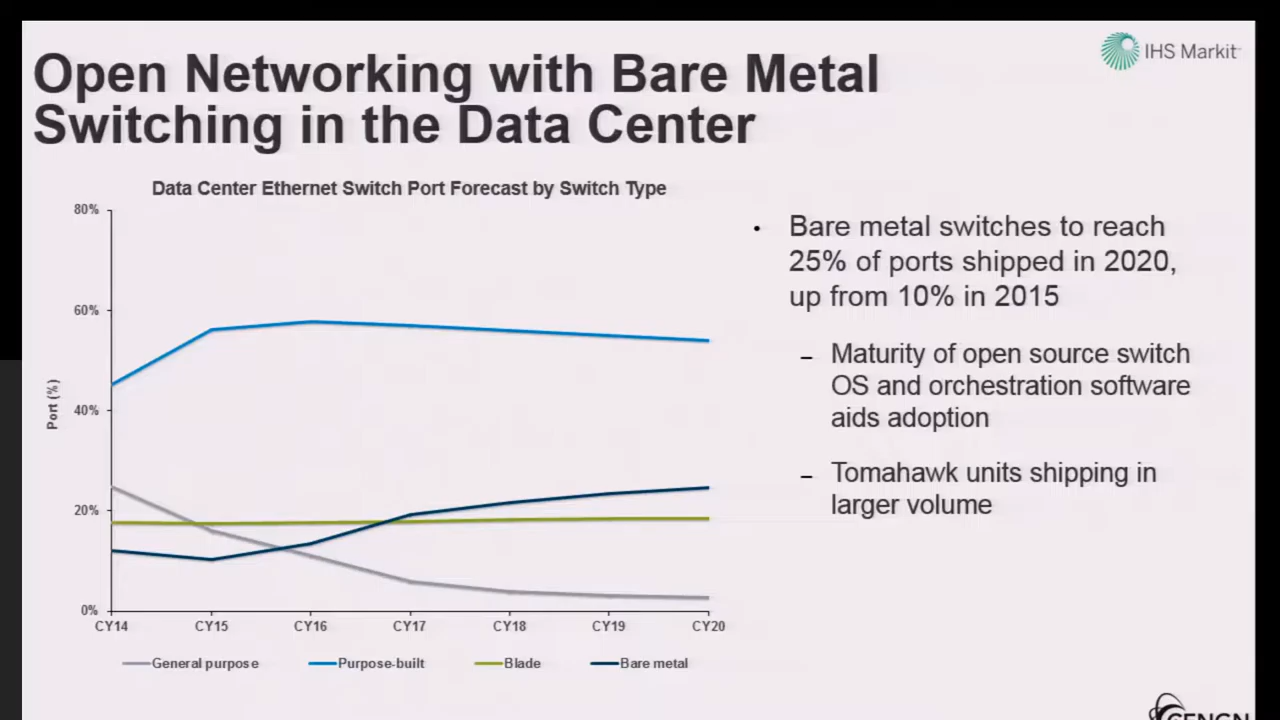 IHS Markit
Open Networking with Bare Metal
Switching in the Data Center
Data Center Ethernet Switch Port Forecast by Switch Type
80%
60%
40%
20%
0%
Port (%)
CY14 CY15 CY16 CY17 CY18 CY19 CY20
General purpose Purpose-built Blade Bare metal
• Bare metal switches to reach
25% of ports shipped in 2020,
up from 10% in 2015
– Maturity of open source switch
OS and orchestration software
aids adoption
– Tomahawk units shipping in
larger volume
CENGN